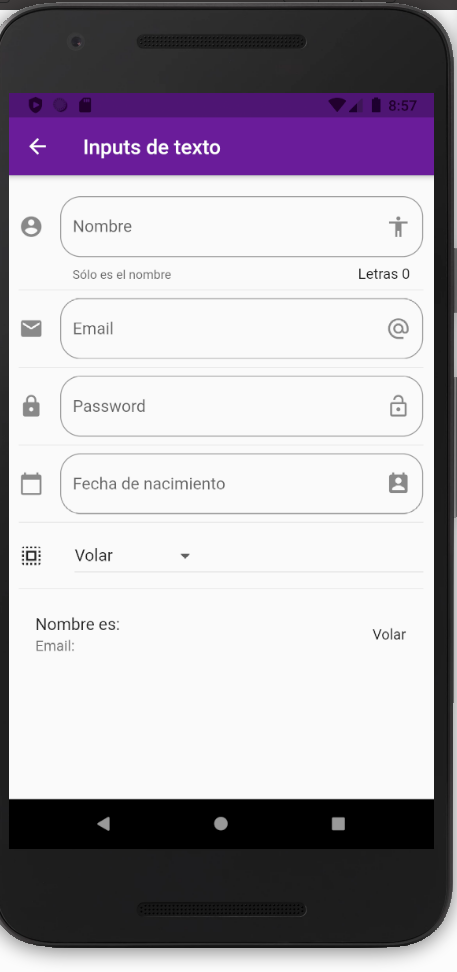 8:57
Inputs de texto
Nombre
Sólo es el nombre Letras 0
Email
Password
Fecha de nacimiento
Volar
Nombre es:
Email:
Volar